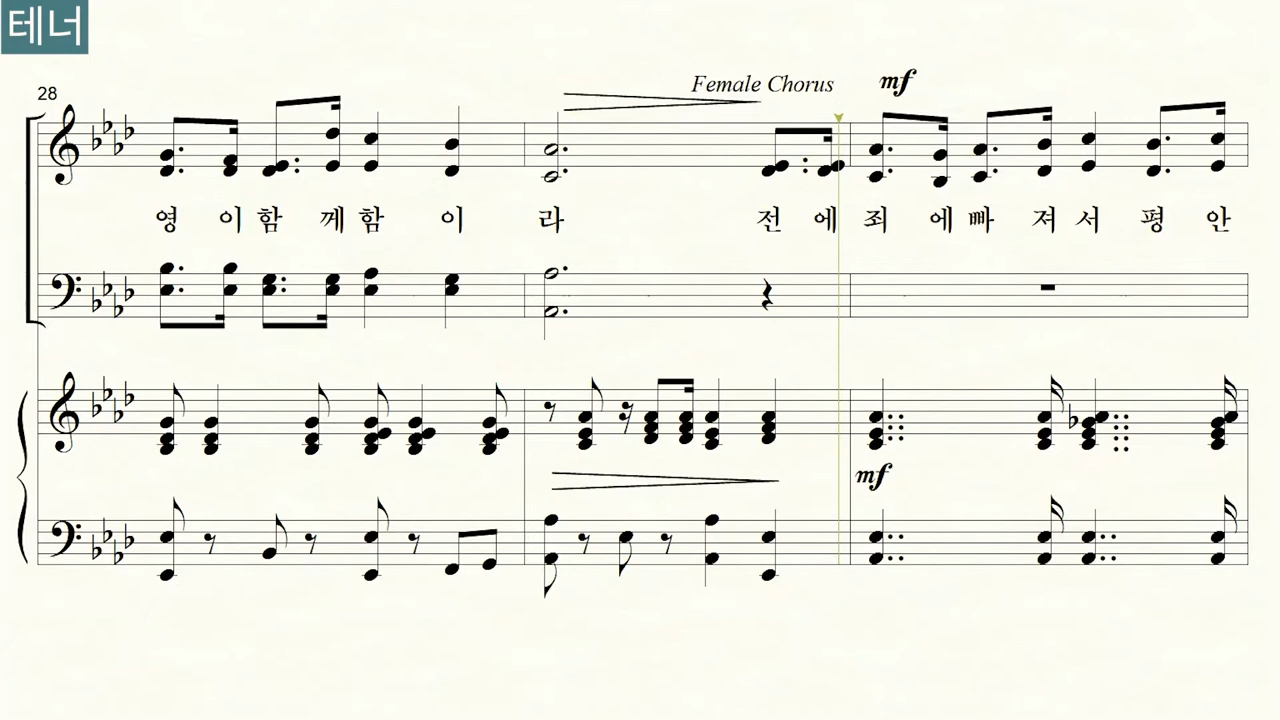 테너
28
Female Chorus
mf
영 이 함 께 함 이 라 전 에 죄 에 빠 져 서 평 안
mf